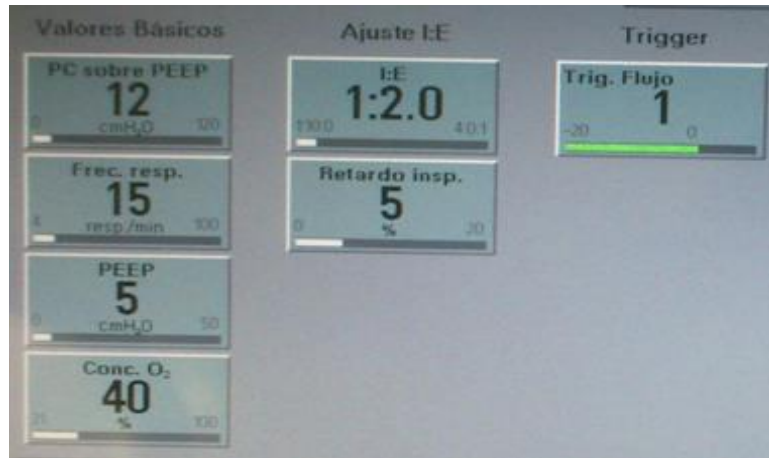 Valores Básicos
PC sobre PEEP
12
0 cmH₂O 120
Frec. resp.
15
4 resp/min 100
PEEP
5
0 cmH₂O 50
Conc. O₂
40
21 % 100
Ajuste I:E
I:E
1:2.0
4.0:1
Retardo insp.
5
0 % 20
Trigger
Trig. Flujo
1
-20 0